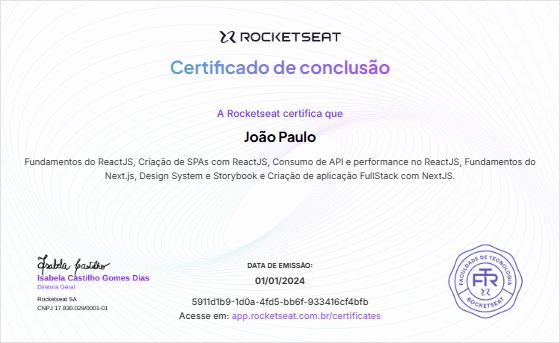 ROCKETSEAT
Certificado de conclusão
A Rocketseat certifica que
João Paulo
Fundamentos do ReactJS, Criação de SPAs com ReactJS, Consumo de API e performance no ReactJS, Fundamentos do
Next.js, Design System e Storybook e Criação de aplicação FullStack com NextJS.
Isabela Castilho
Isabela Castilho Gomes Dias
Diretora Geral
Rocketseat SA
CNPJ 17.830.029/0001-01
DATA DE EMISSÃO:
01/01/2024
5911d1b9-1d0a-4fd5-bb6f-933416cf4bfb
Acesse em: app.rocketseat.com.br/certificates
FACULDADE DE TECNOLOGIA
FTR
ROCKETSEAT